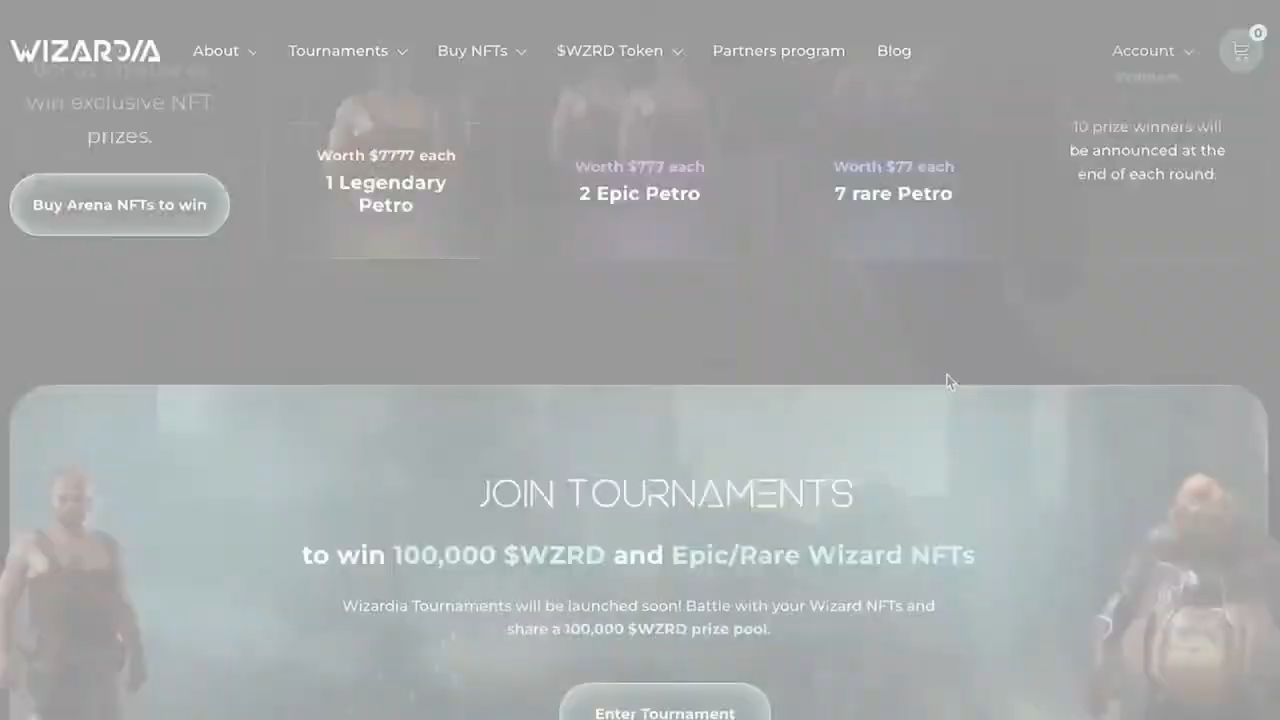 WIZARDIA
About
Tournaments
Buy NFTs
$WZRD Token
Partners program
Blog
Account
0
win exclusive NFT
prizes.
Buy Arena NFTs to win
Worth $7777 each
1 Legendary
Petro
Worth $777 each
2 Epic Petro
Worth $77 each
7 rare Petro
10 prize winners will
be announced at the
end of each round.
JOIN TOURNAMENTS
to win 100,000 $WZRD and Epic/Rare Wizard NFTs
Wizardia Tournaments will be launched soon! Battle with your Wizard NFTs and
share a 100,000 $WZRD prize pool.
Enter Tournament